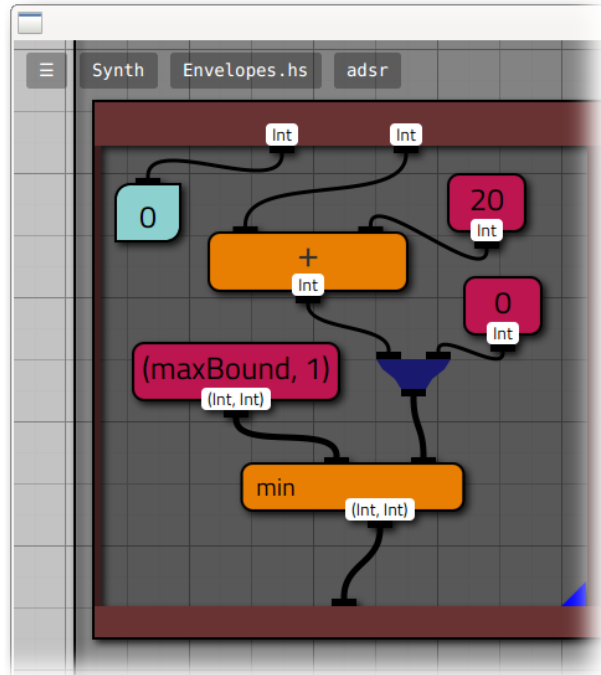 ☰ Synth Envelopes.hs adsr
Int Int
20
0
Int
+
Int
0
Int
(maxBound, 1)
(Int, Int)
min
(Int, Int)